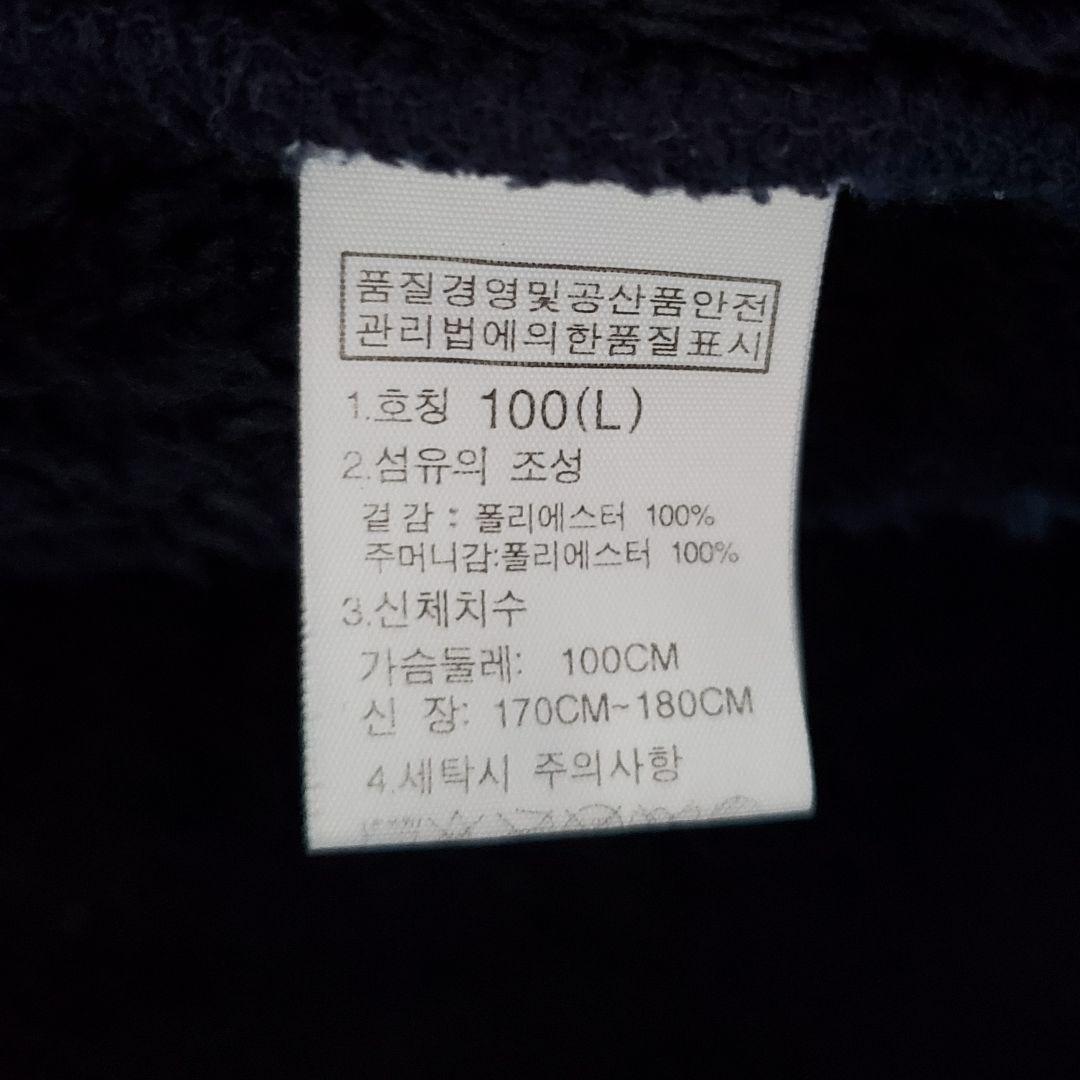 품질경영및공산품안전
관리법에의한품질표시
1.호칭 100(L)
2.섬유의 조성
겉감 : 폴리에스터 100%
주머니감:폴리에스터 100%
3.신체치수
가슴둘레: 100CM
신 장: 170CM~180CM
4.세탁시 주의사항